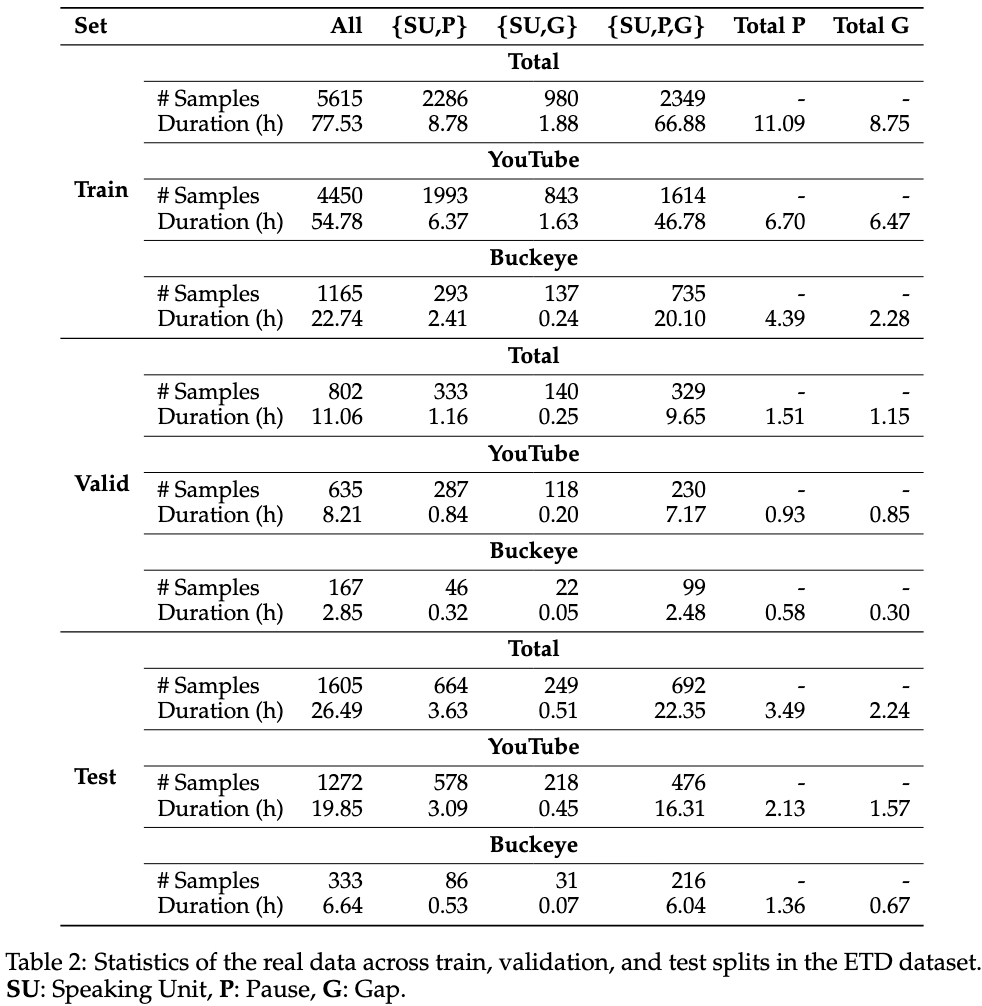 Set All {SU,P} {SU,G} {SU,P,G} Total P Total G
Total
# Samples 5615 2286 980 2349 - -
Duration (h) 77.53 8.78 1.88 66.88 11.09 8.75
YouTube
Train
# Samples 4450 1993 843 1614 - -
Duration (h) 54.78 6.37 1.63 46.78 6.70 6.47
Buckeye
# Samples 1165 293 137 735 - -
Duration (h) 22.74 2.41 0.24 20.10 4.39 2.28
Total
# Samples 802 333 140 329 - -
Duration (h) 11.06 1.16 0.25 9.65 1.51 1.15
YouTube
Valid
# Samples 635 287 118 230 - -
Duration (h) 8.21 0.84 0.20 7.17 0.93 0.85
Buckeye
# Samples 167 46 22 99 - -
Duration (h) 2.85 0.32 0.05 2.48 0.58 0.30
Total
# Samples 1605 664 249 692 - -
Duration (h) 26.49 3.63 0.51 22.35 3.49 2.24
YouTube
Test
# Samples 1272 578 218 476 - -
Duration (h) 19.85 3.09 0.45 16.31 2.13 1.57
Buckeye
# Samples 333 86 31 216 - -
Duration (h) 6.64 0.53 0.07 6.04 1.36 0.67
Table 2: Statistics of the real data across train, validation, and test splits in the ETD dataset.
SU: Speaking Unit, P: Pause, G: Gap.